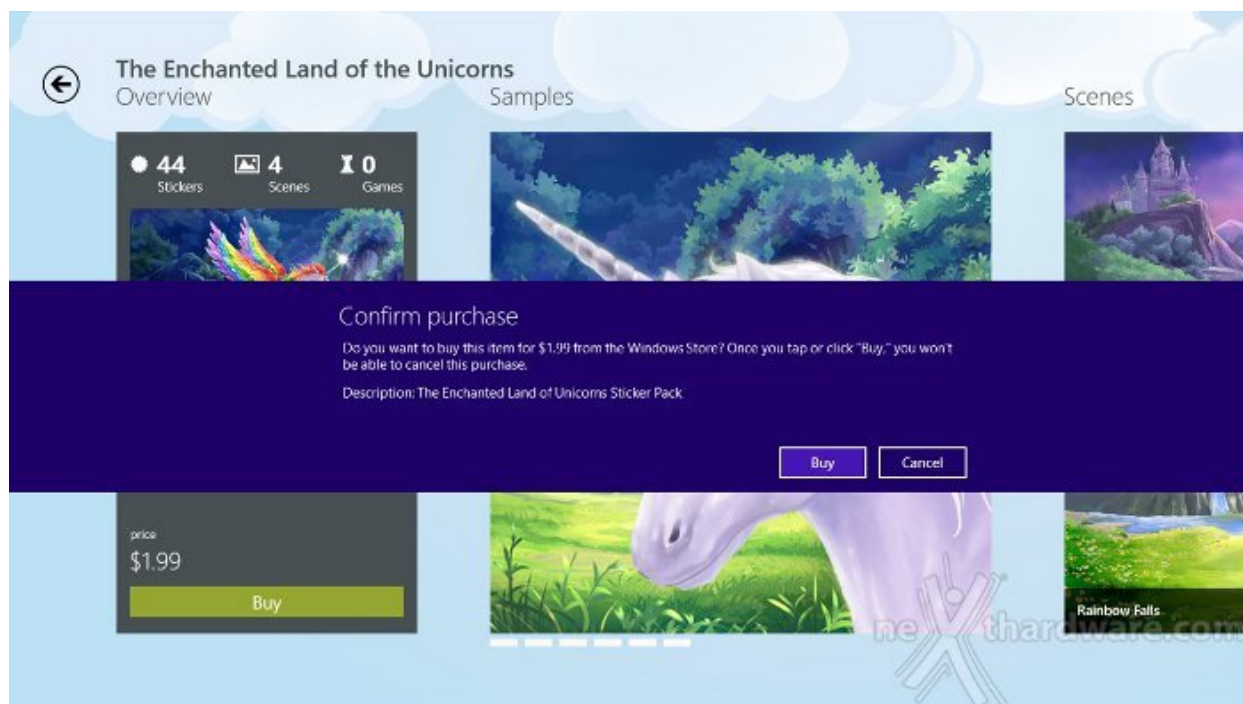 The Enchanted Land of the Unicorns
Overview
Samples
Scenes
44
Stickers
4
Scenes
0
Games
Confirm purchase
Do you want to buy this item for $1.99 from the Windows Store? Once you tap or click "Buy," you won't
be able to cancel this purchase.
Description: The Enchanted Land of Unicorns Sticker Pack
Buy
Cancel
price
$1.99
Buy
Rainbow Falls
nexthardware.com